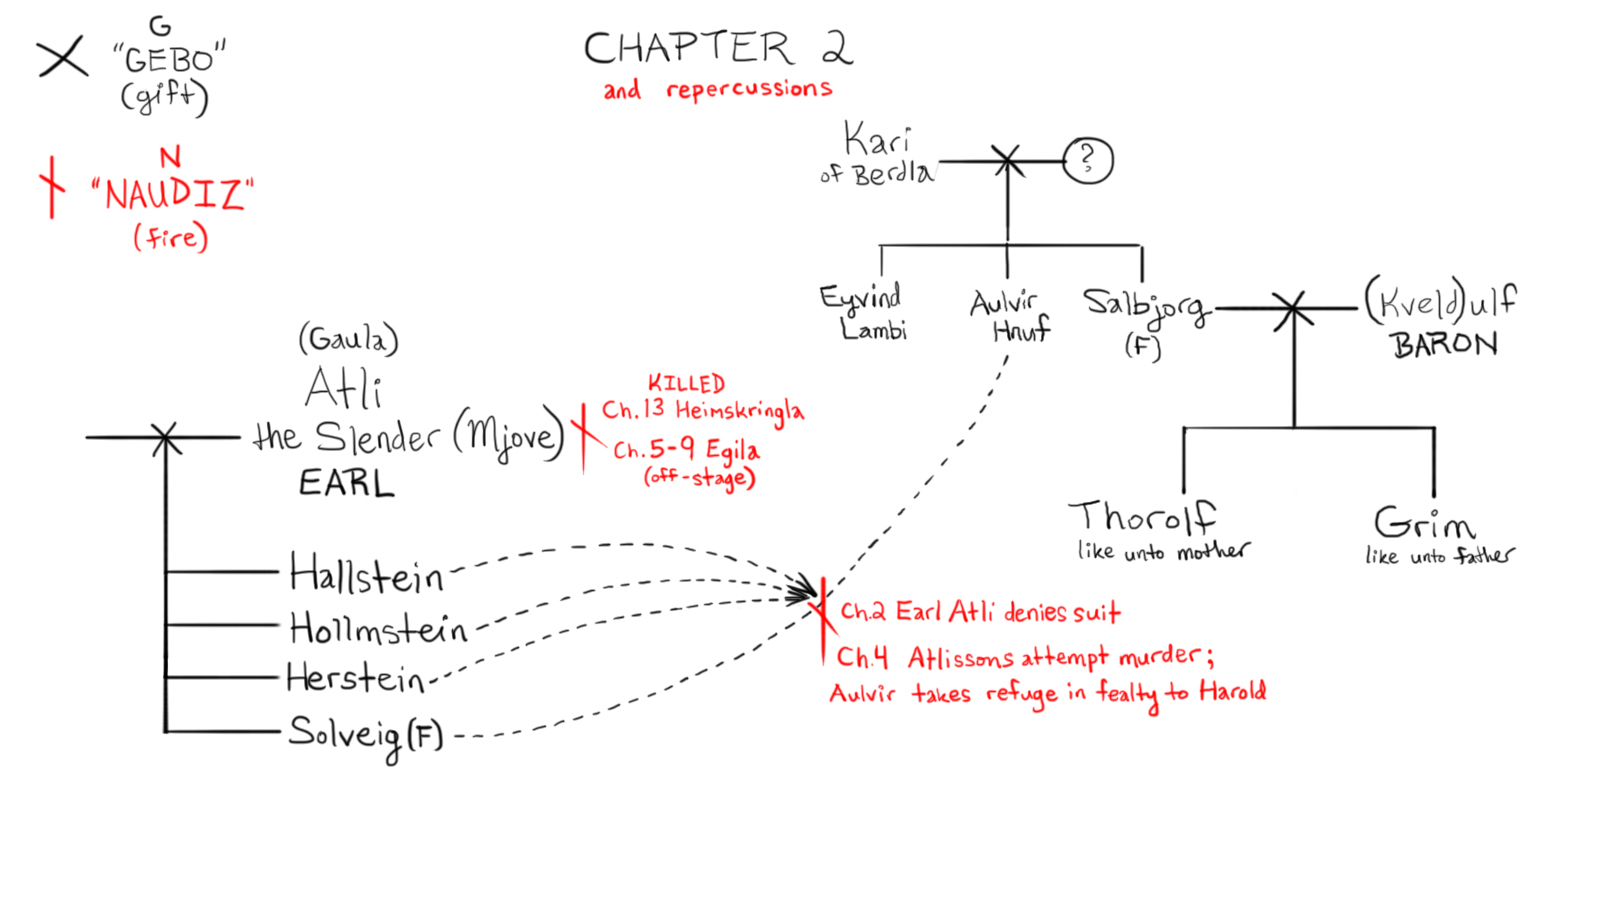 G
"GEBO"
(gift)
N
"NAUDIZ"
(fire)
CHAPTER 2
and repercussions
Kari
of Berdla
?
Eyvind
Lambi
Aulvir
Hnuf
Salbjorg
(F)
(Kveld)ulf
BARON
Thorolf
like unto mother
Grim
like unto father
(Gaula)
Atli
the Slender (Mjove)
EARL
KILLED
Ch.13 Heimskringla
Ch.5-9 Egila
(off-stage)
Hallstein
Hollmstein
Herstein
Solveig (F)
Ch.2 Earl Atli denies suit
Ch.4 Atlissons attempt murder;
Aulvir takes refuge in fealty to Harold